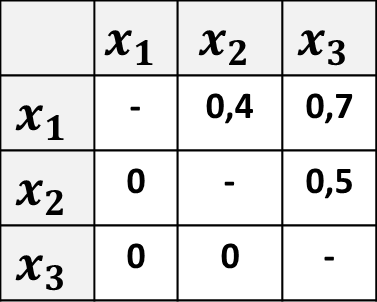 x₁ x₂ x₃
x₁ - 0,4 0,7
x₂ 0 - 0,5
x₃ 0 0 -